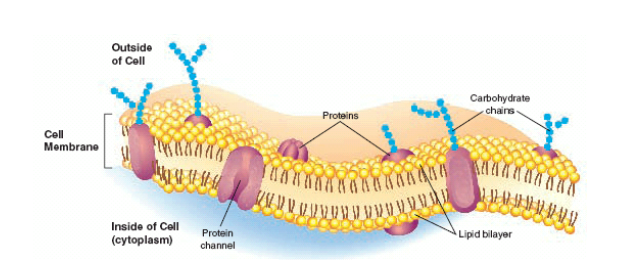 Outside
of Cell
Carbohydrate
chains
Proteins
Cell
Membrane
Inside of Cell
(cytoplasm)
Protein
channel
Lipid bilayer